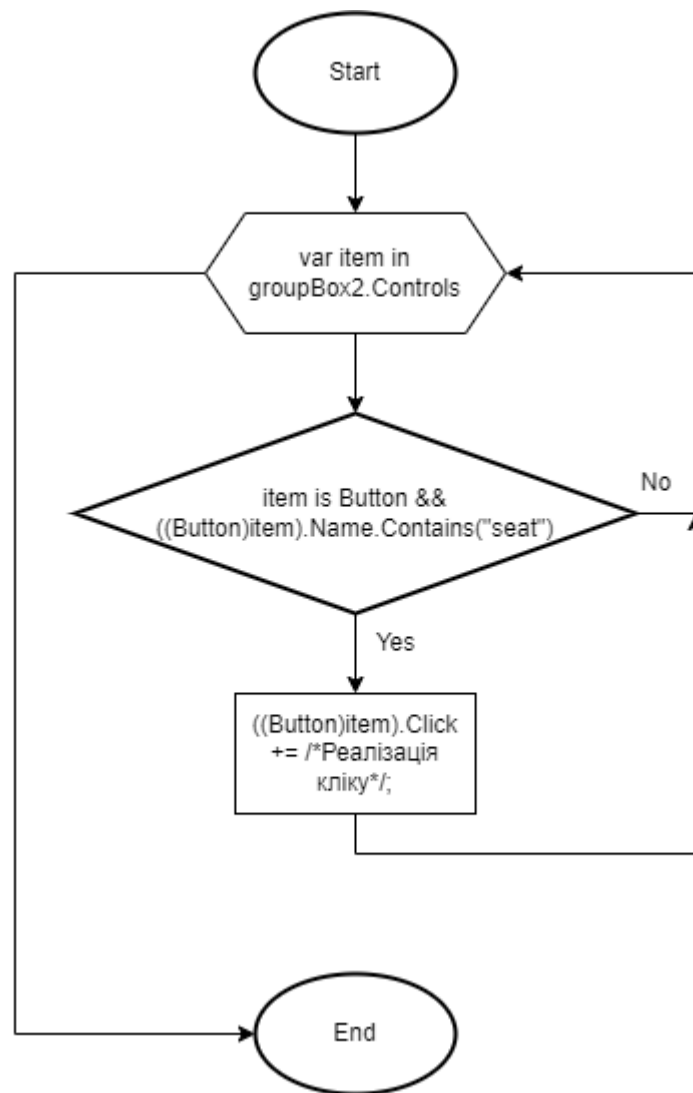 Start
var item in
groupBox2.Controls
item is Button &&
((Button)item).Name.Contains("seat")
No
Yes
((Button)item).Click
+= /*Реалізація
кліку*/;
End